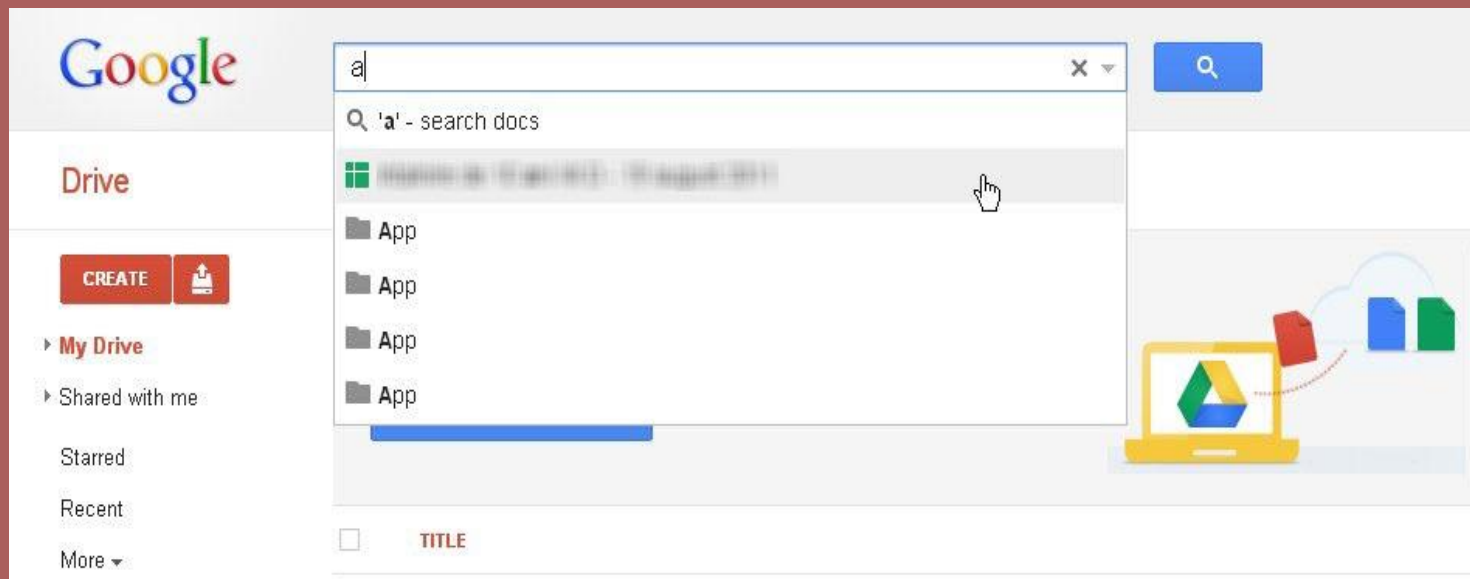 Google
a
'a' - search docs
Drive
App
CREATE
App
My Drive
App
Shared with me
App
Starred
Recent
More
TITLE